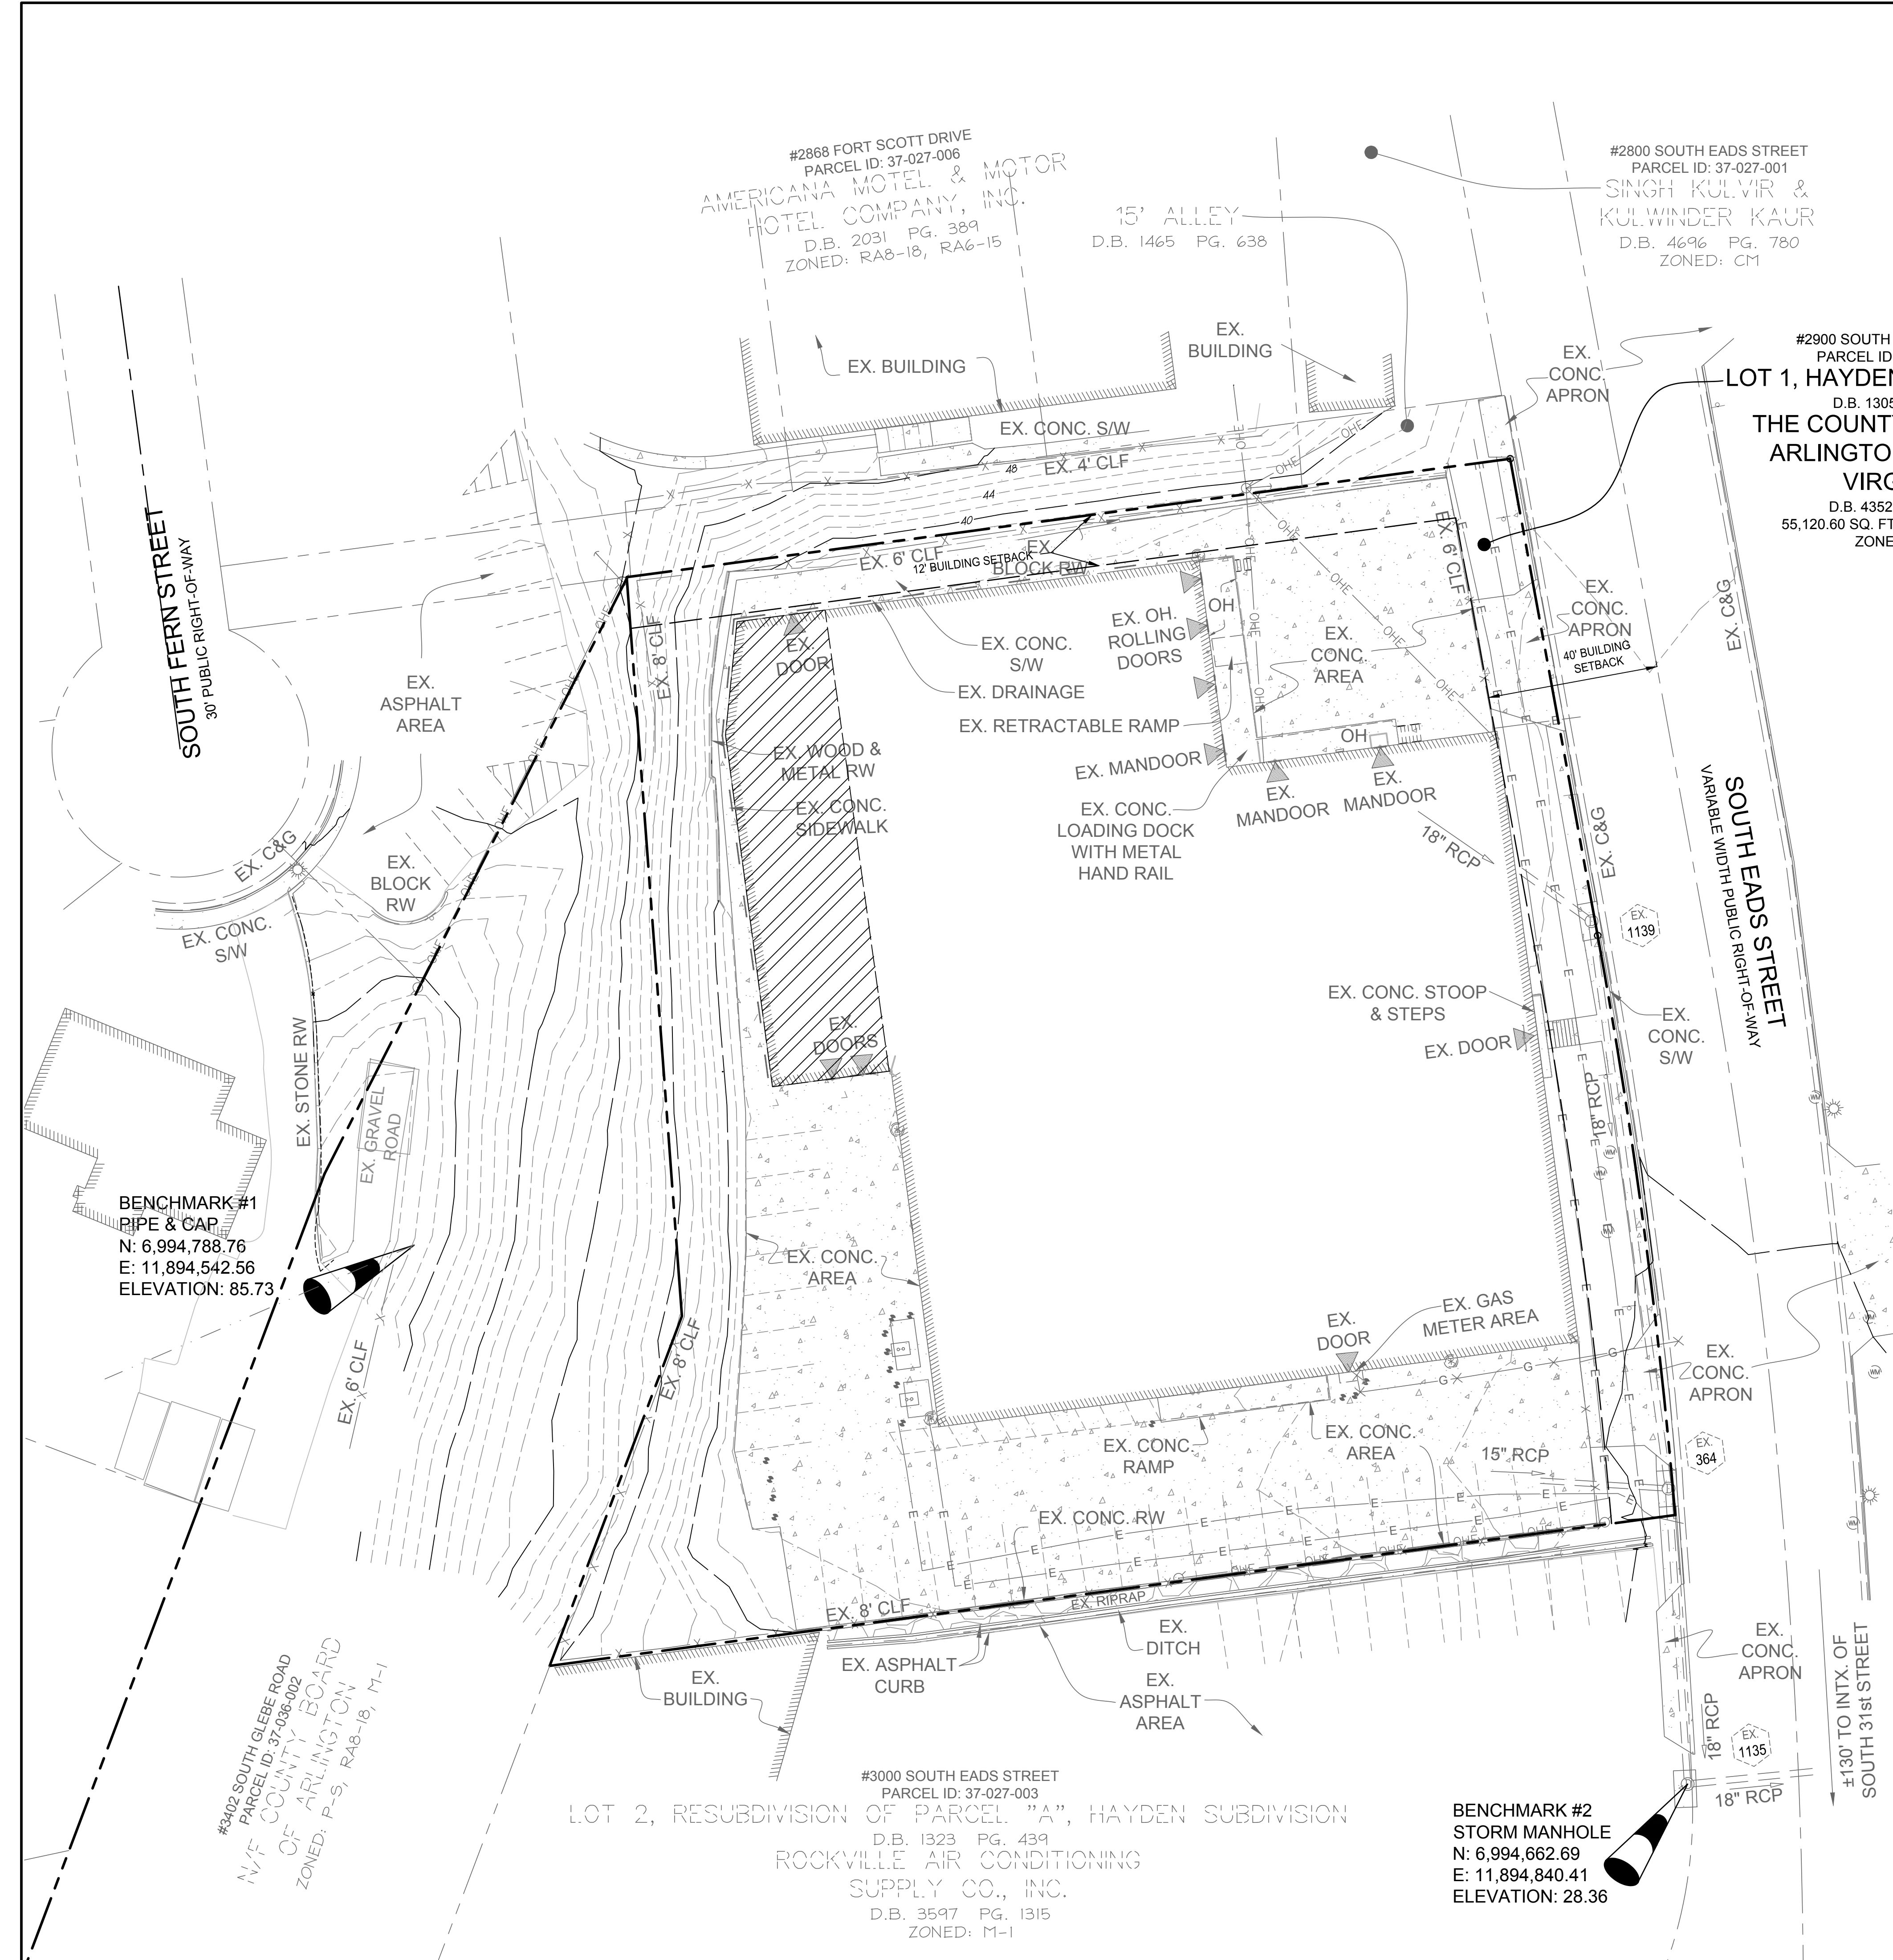 #2868 FORT SCOTT DRIVE
PARCEL ID: 37-027-006
AMERICANA MOTEL & MOTOR
HOTEL COMPANY, INC.
D.B. 2031 PG. 389
ZONED: RA8-18, RA6-15
15' ALLEY
D.B. 1465 PG. 638
#2800 SOUTH EADS STREET
PARCEL ID: 37-027-001
SINGH KULVIR &
KULWINDER KAUR
D.B. 4696 PG. 780
ZONED: CM
#2900 SOUTH
PARCEL ID
LOT 1, HAYDEN
D.B. 1305
THE COUNT
ARLINGTO
VIRG
D.B. 4352
55,120.60 SQ. FT
ZONE
EX. BUILDING
EX.
BUILDING
EX.
CONC.
APRON
EX. CONC. S/W
EX. 4' CLF
48
44
40
EX. 6' CLF
12' BUILDING SETBACK
EX.
BLOCK RW
OHE
OHE
OHE
EX. 6' CLF
SOUTH FERN STREET
30' PUBLIC RIGHT-OF-WAY
EX.
ASPHALT
AREA
OHE
EX. 8' CLF
EX.
DOOR
EX. CONC.
S/W
EX. DRAINAGE
EX. RETRACTABLE RAMP
EX. OH.
ROLLING
DOORS
OH
EX.
CONC.
AREA
OHE
OHE
OHE
EX.
CONC.
APRON
40' BUILDING
SETBACK
EX. C&G
EX. WOOD &
METAL RW
EX. CONC.
SIDEWALK
EX. MANDOOR
OH
EX.
MANDOOR
EX.
MANDOOR
EX. CONC.
LOADING DOCK
WITH METAL
HAND RAIL
18" RCP
EX. C&G
SOUTH EADS STREET
VARIABLE WIDTH PUBLIC RIGHT-OF-WAY
EX. C&G
EX.
BLOCK
RW
EX. CONC.
S/W
EX.
1139
EX. CONC. STOOP
& STEPS
EX. DOOR
EX.
CONC.
S/W
EX.
DOORS
EX. STONE RW
EX. GRAVEL
ROAD
18" RCP
BENCHMARK #1
PIPE & CAP
N: 6,994,788.76
E: 11,894,542.56
ELEVATION: 85.73
EX. CONC.
AREA
EX. 6' CLF
EX. 8' CLF
EX.
DOOR
EX. GAS
METER AREA
EX.
CONC.
APRON
EX. CONC.
RAMP
EX. CONC.
AREA
15" RCP
EX.
364
EX. CONC. RW
EX. 8' CLF
EX. RIPRAP
EX.
DITCH
EX. ASPHALT
CURB
EX.
BUILDING
EX.
ASPHALT
AREA
EX.
CONC.
APRON
#3402 SOUTH GLEBE ROAD
PARCEL ID: 37-036-002
N/F COUNTY BOARD
OF ARLINGTON
ZONED: P-S, RA8-18, M-1
18" RCP
EX.
1135
18" RCP
±130' TO INTX. OF
SOUTH 31st STREET
#3000 SOUTH EADS STREET
PARCEL ID: 37-027-003
LOT 2, RESUBDIVISION OF PARCEL "A", HAYDEN SUBDIVISION
D.B. 1323 PG. 439
ROCKVILLE AIR CONDITIONING
SUPPLY CO., INC.
D.B. 3597 PG. 1315
ZONED: M-1
BENCHMARK #2
STORM MANHOLE
N: 6,994,662.69
E: 11,894,840.41
ELEVATION: 28.36